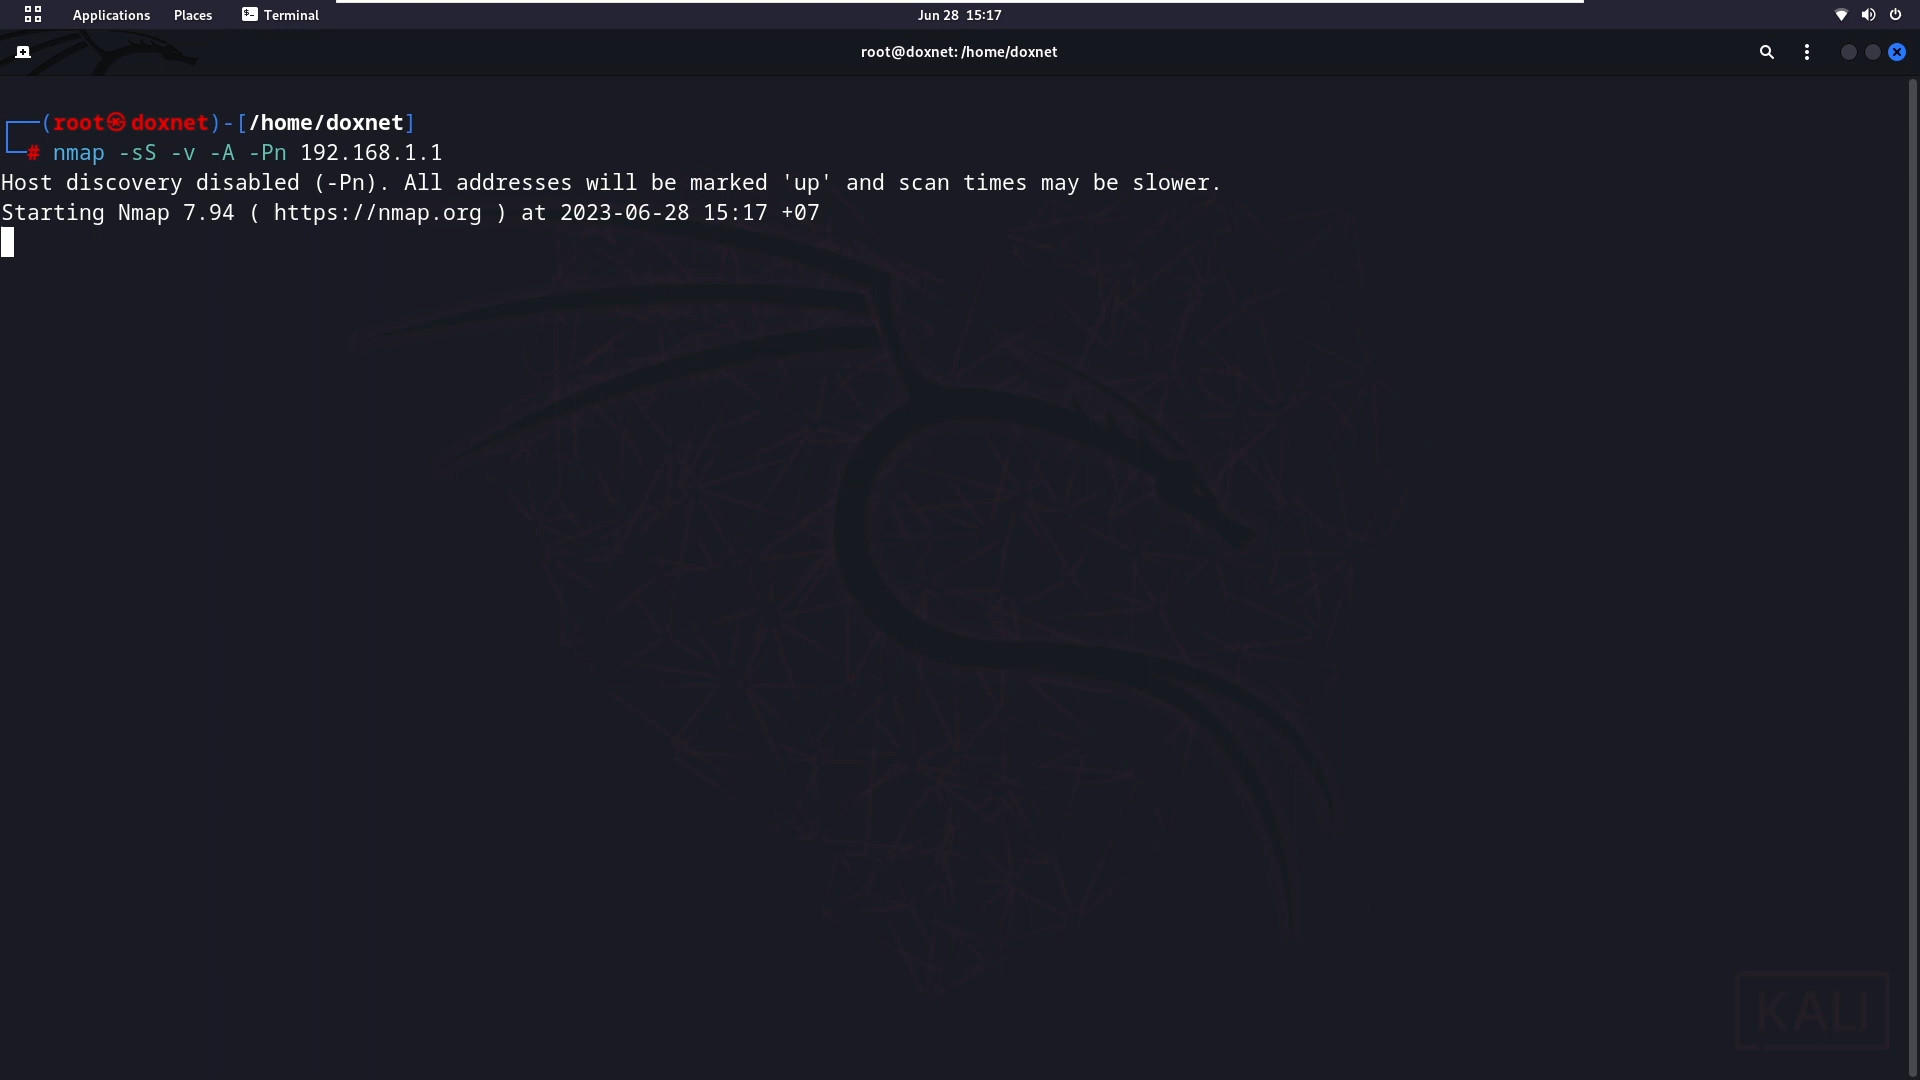 Applications Places Terminal Jun 28 15:17
root@doxnet: /home/doxnet
┌──(root㉿doxnet)-[/home/doxnet]
└─# nmap -sS -v -A -Pn 192.168.1.1
Host discovery disabled (-Pn). All addresses will be marked 'up' and scan times may be slower.
Starting Nmap 7.94 ( https://nmap.org ) at 2023-06-28 15:17 +07
KALI